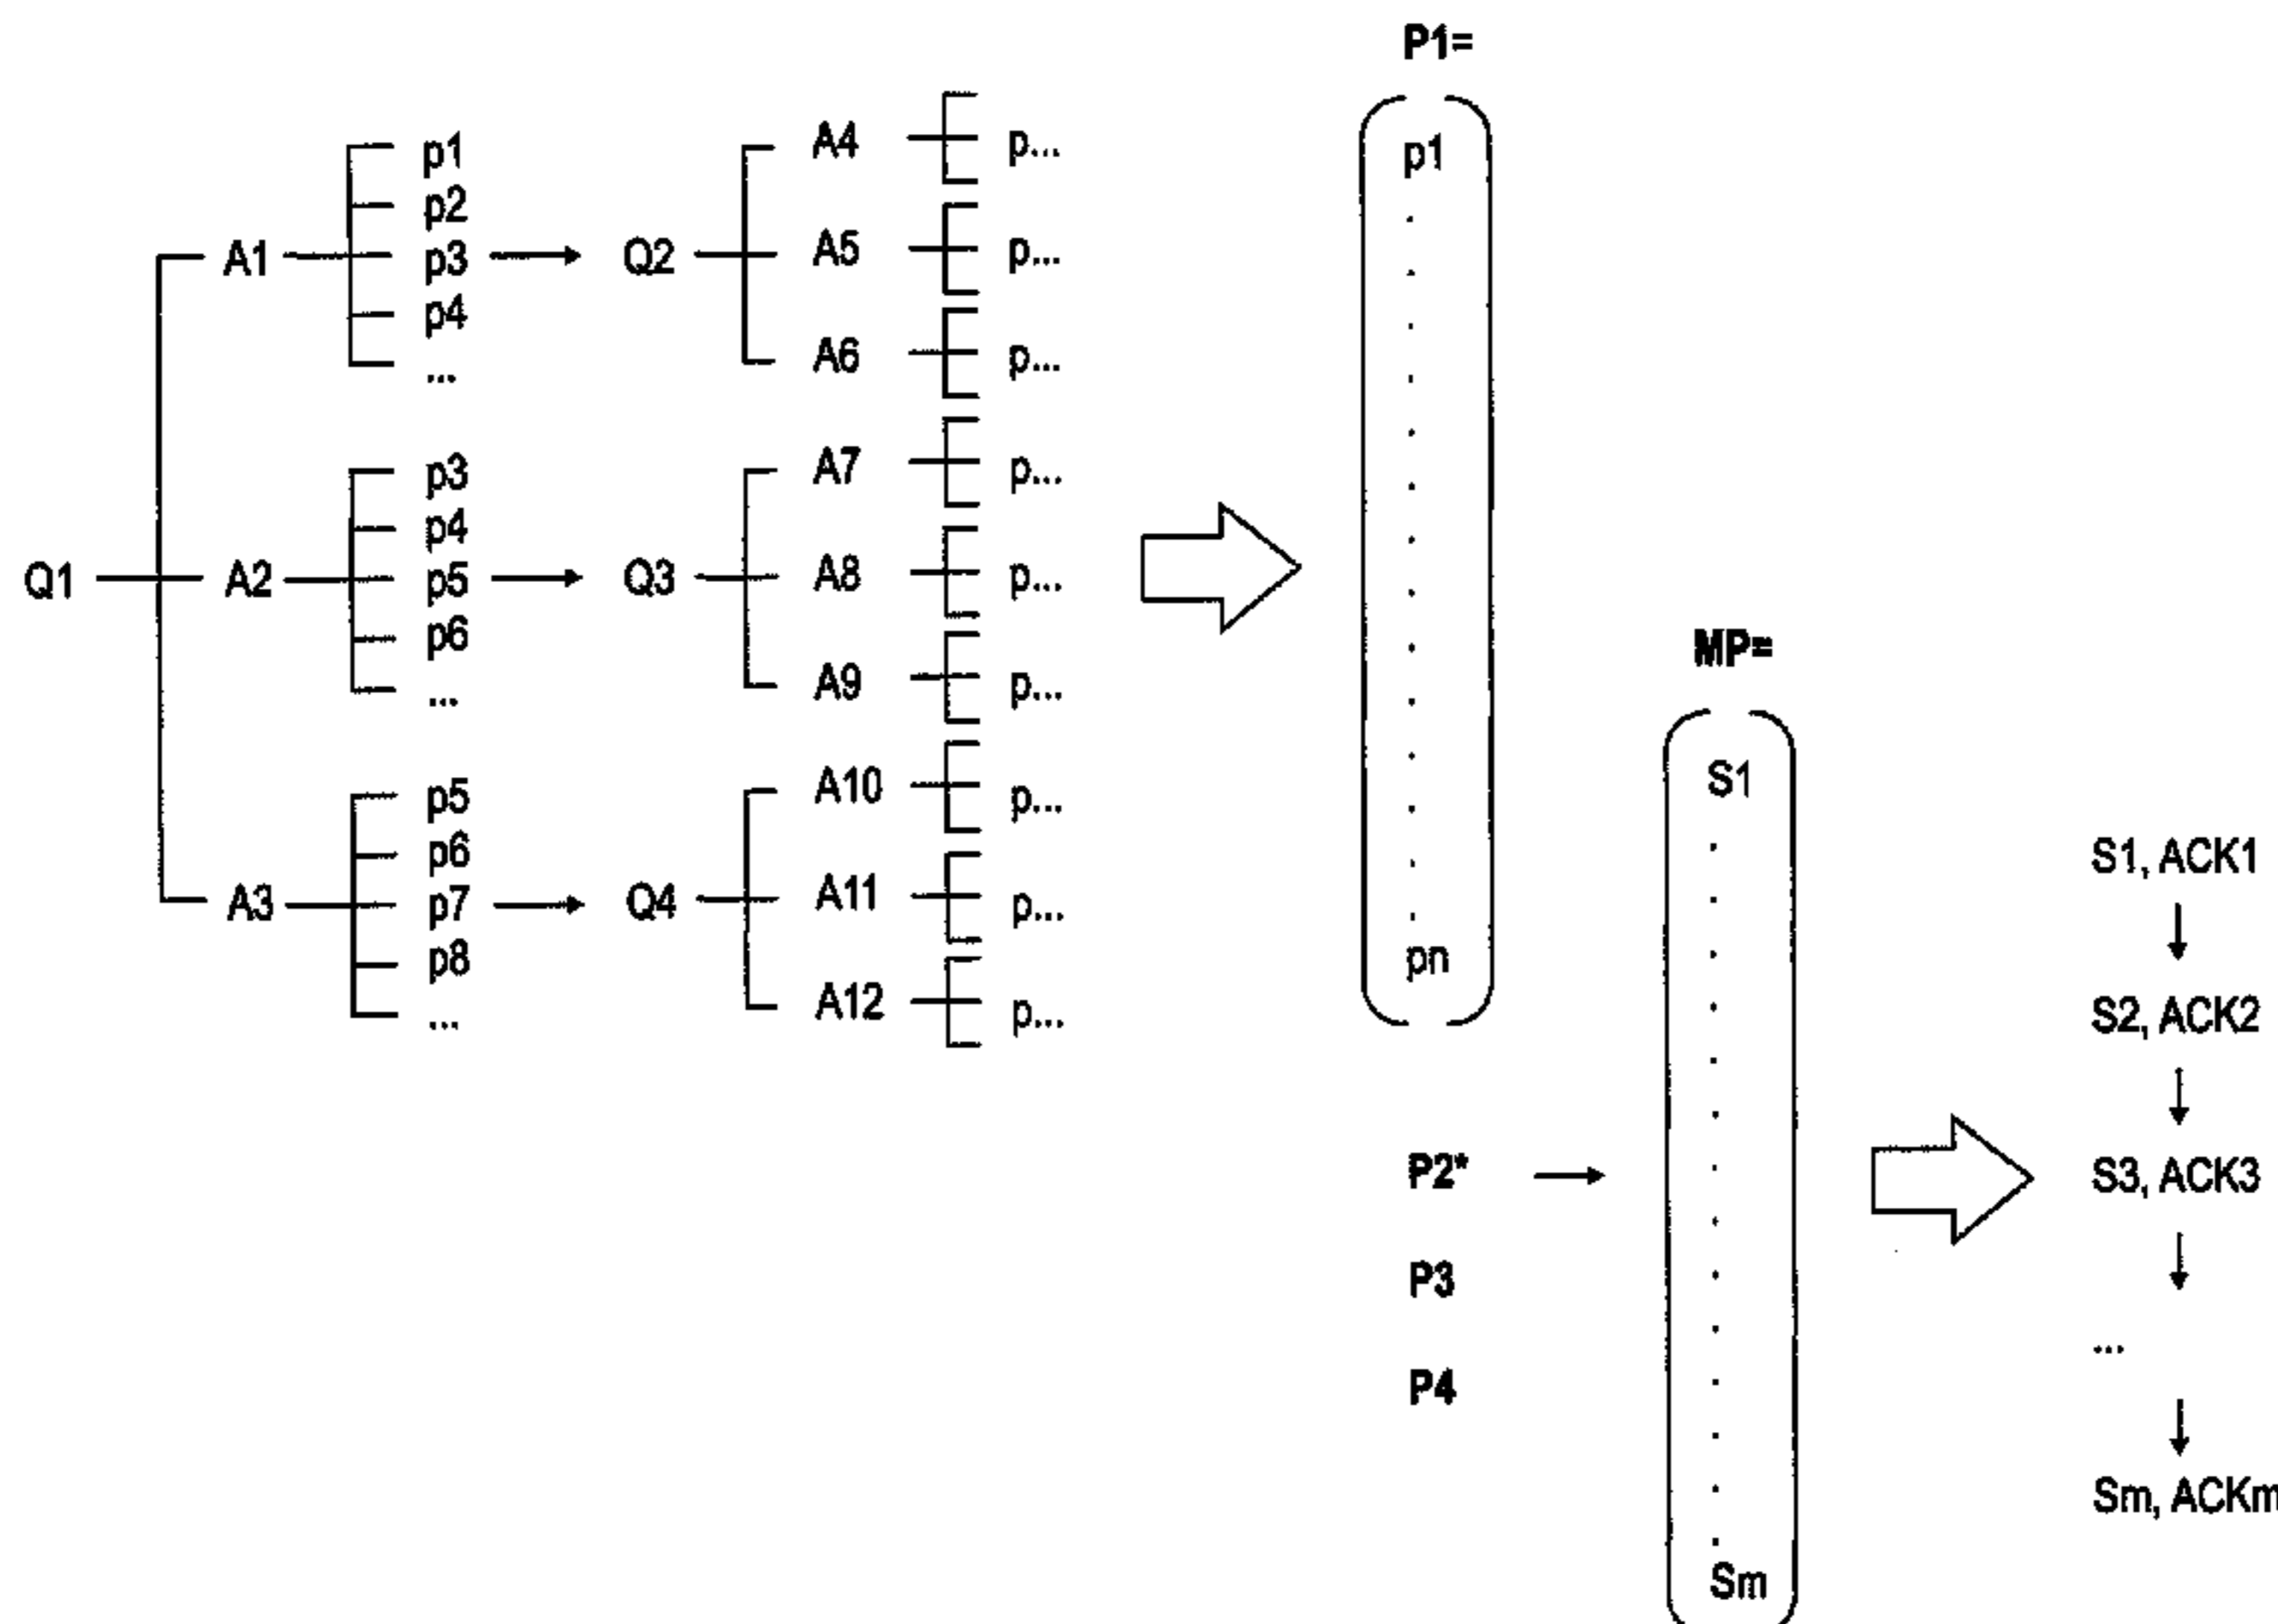 Q1
A1
p1
p2
p3
p4
...
A2
p3
p4
p5
p6
...
A3
p5
p6
p7
p8
...
Q2
A4
p...
A5
p...
A6
p...
Q3
A7
p...
A8
p...
A9
p...
Q4
A10
p...
A11
p...
A12
p...
P1=
p1
.
.
.
.
.
.
.
.
.
.
.
.
.
.
pn
P2*
P3
P4
MP=
S1
.
.
.
.
.
.
.
.
.
.
.
.
.
.
Sm
S1, ACK1
S2, ACK2
S3, ACK3
...
Sm, ACKm